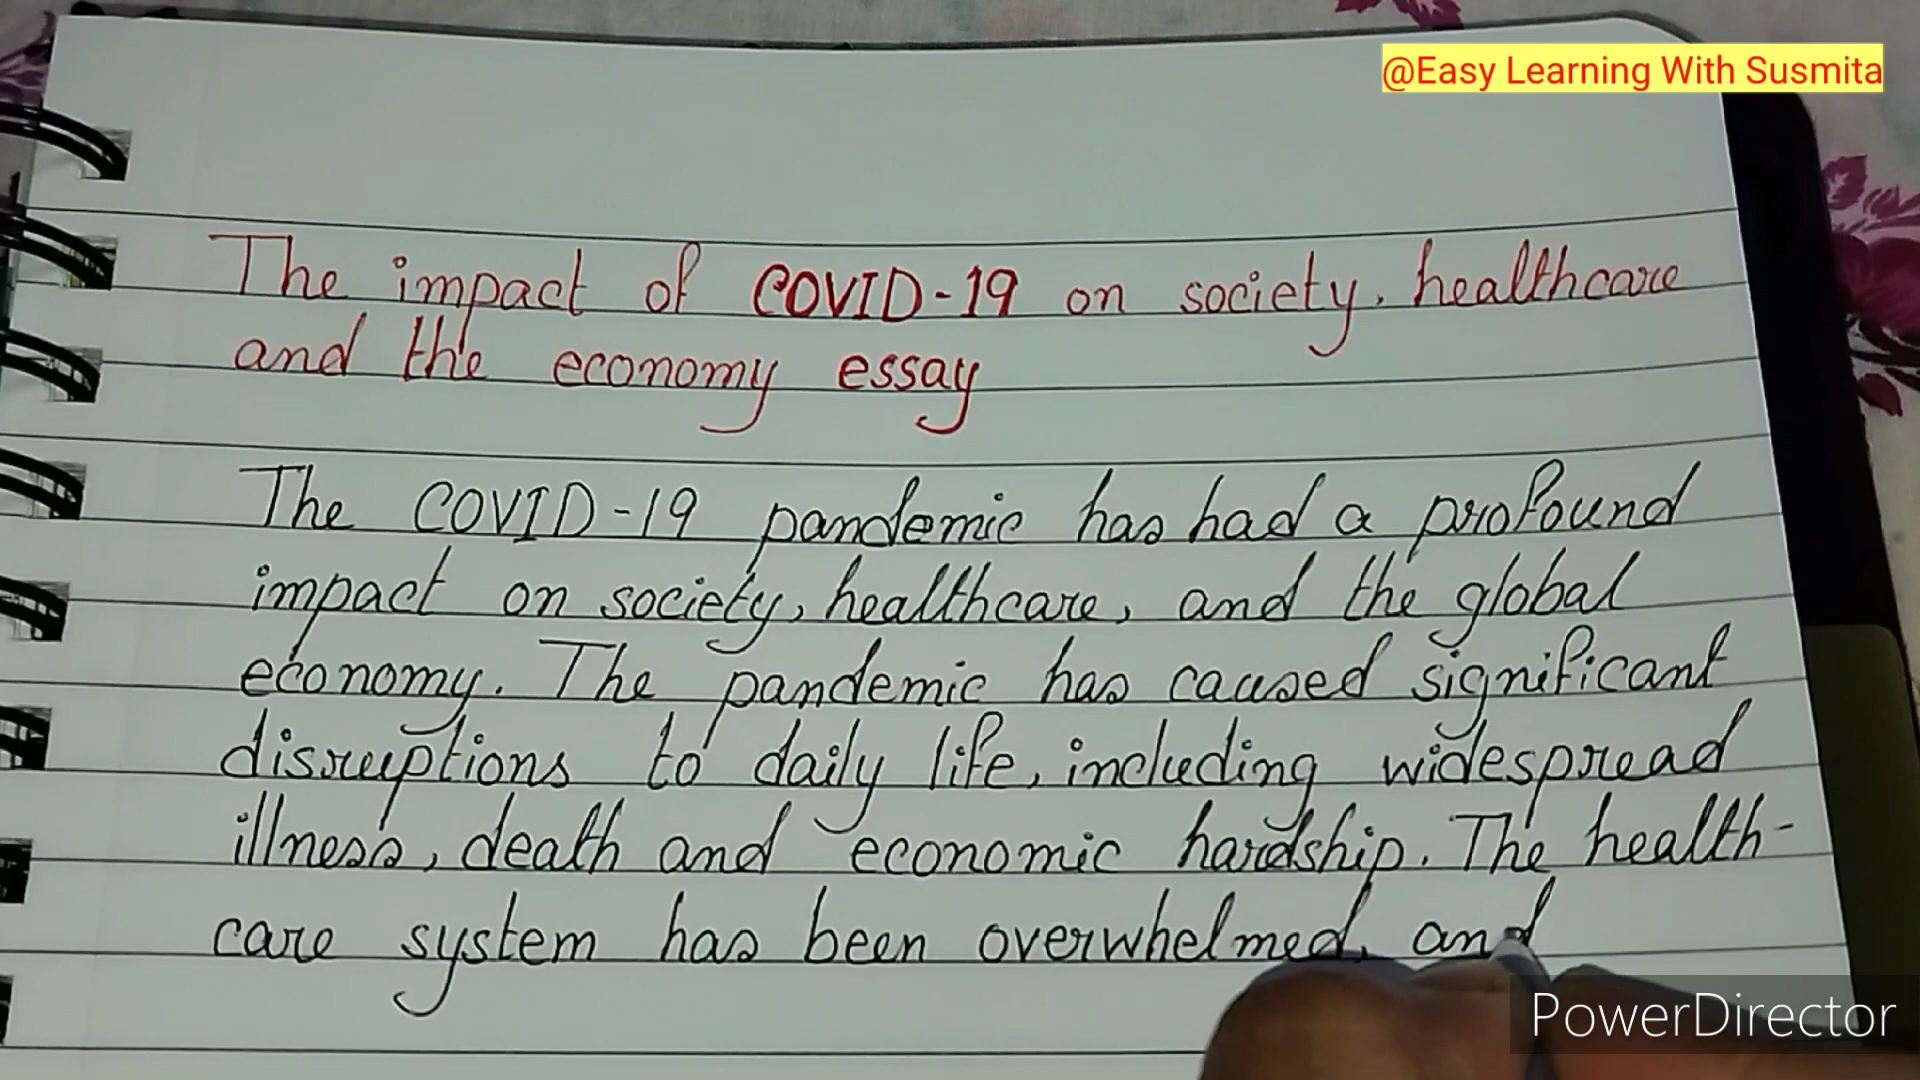 @Easy Learning With Susmita
The impact of COVID-19 on society, healthcare
and the economy essay
The COVID-19 pandemic has had a profound
impact on society, healthcare, and the global
economy. The pandemic has caused significant
disruptions to daily life, including widespread
illness, death and economic hardship. The health-
care system has been overwhelmed, and
PowerDirector